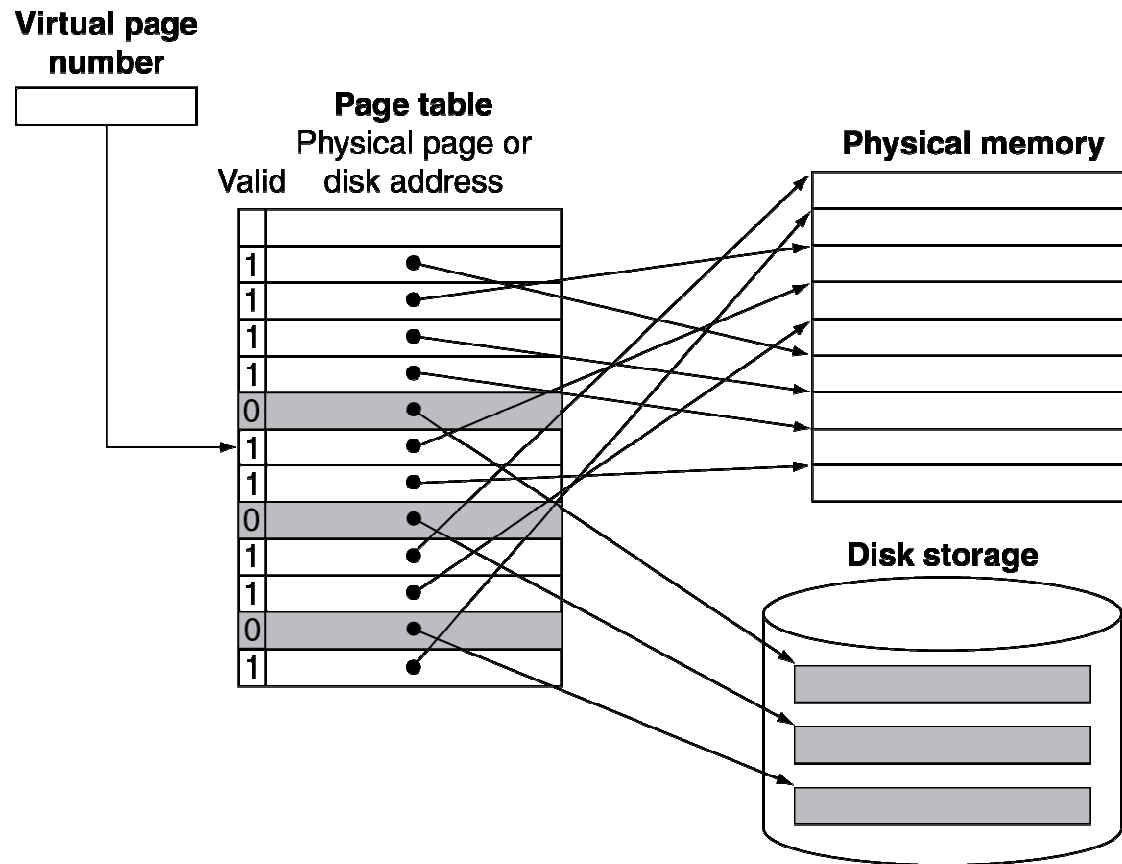 Virtual page
number
Page table
Physical page or
Valid disk address
Physical memory
1
1
1
1
0
1
1
0
1
1
0
1
Disk storage